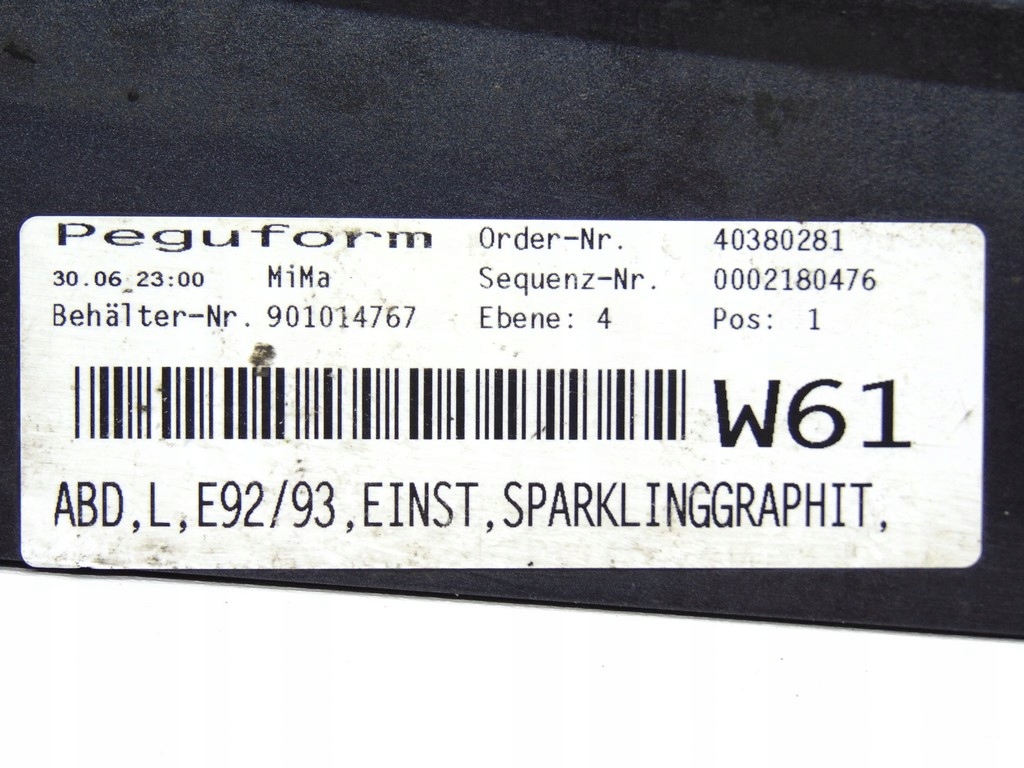 Peguform Order-Nr. 40380281
30.06 23:00 MiMa Sequenz-Nr. 0002180476
Behälter-Nr. 901014767 Ebene: 4 Pos: 1
W61
ABD,L,E92/93,EINST,SPARKLINGGRAPHIT,